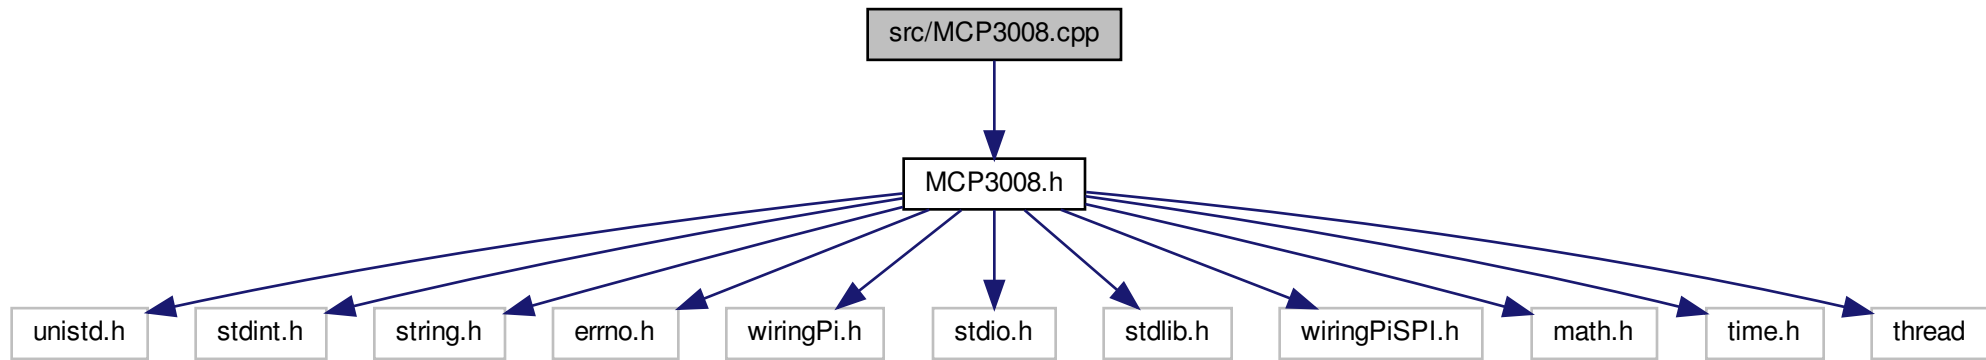 src/MCP3008.cpp
MCP3008.h
unistd.h
stdint.h
string.h
errno.h
wiringPi.h
stdio.h
stdlib.h
wiringPiSPI.h
math.h
time.h
thread